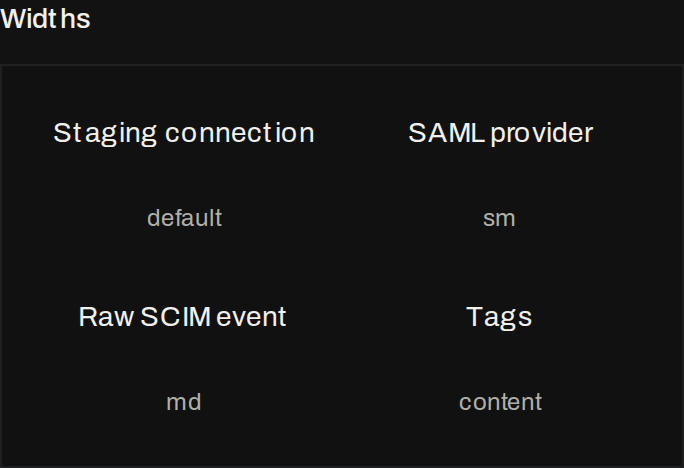 Widths
Staging connection
SAML provider
default
sm
Raw SCIM event
Tags
md
content